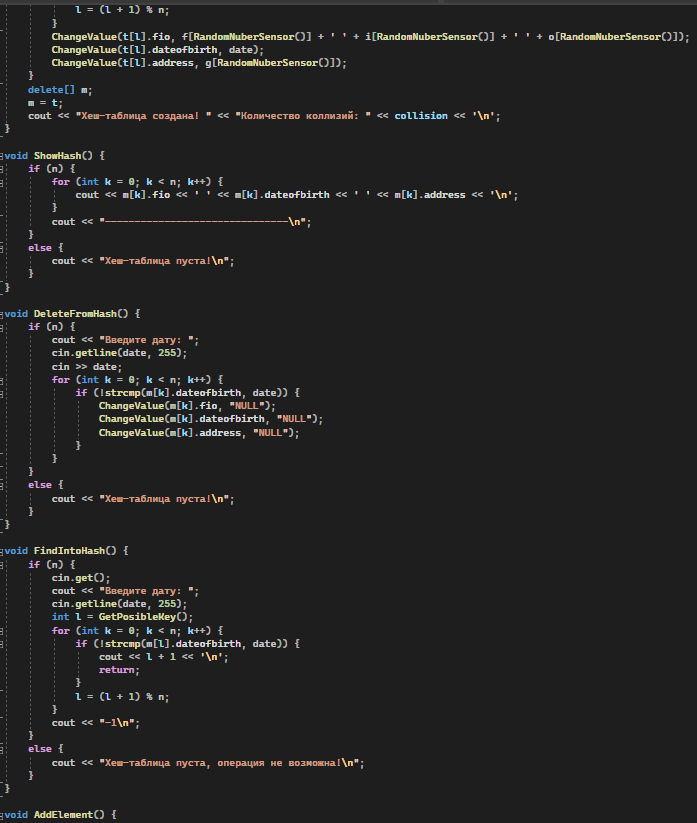 l = (l + 1) % n;
}
ChangeValue(t[l].fio, f[RandomNuberSensor()] + ' ' + i[RandomNuberSensor()] + ' ' + o[RandomNuberSensor()]);
ChangeValue(t[l].dateofbirth, date);
ChangeValue(t[l].address, g[RandomNuberSensor()]);
}
delete[] m;
m = t;
cout << "Хеш-таблица создана! " << "Количество коллизий: " << collision << '\n';
}
void ShowHash() {
if (n) {
for (int k = 0; k < n; k++) {
cout << m[k].fio << ' ' << m[k].dateofbirth << ' ' << m[k].address << '\n';
}
cout << "-------------------------------\n";
}
else {
cout << "Хеш-таблица пуста!\n";
}
}
void DeleteFromHash() {
if (n) {
cout << "Введите дату: ";
cin.getline(date, 255);
cin >> date;
for (int k = 0; k < n; k++) {
if (!strcmp(m[k].dateofbirth, date)) {
ChangeValue(m[k].fio, "NULL");
ChangeValue(m[k].dateofbirth, "NULL");
ChangeValue(m[k].address, "NULL");
}
}
}
else {
cout << "Хеш-таблица пуста!\n";
}
}
void FindIntoHash() {
if (n) {
cin.get();
cout << "Введите дату: ";
cin.getline(date, 255);
int l = GetPosibleKey();
for (int k = 0; k < n; k++) {
if (!strcmp(m[l].dateofbirth, date)) {
cout << l + 1 << '\n';
return;
}
l = (l + 1) % n;
}
cout << "-1\n";
}
else {
cout << "Хеш-таблица пуста, операция не возможна!\n";
}
}
void AddElement() {